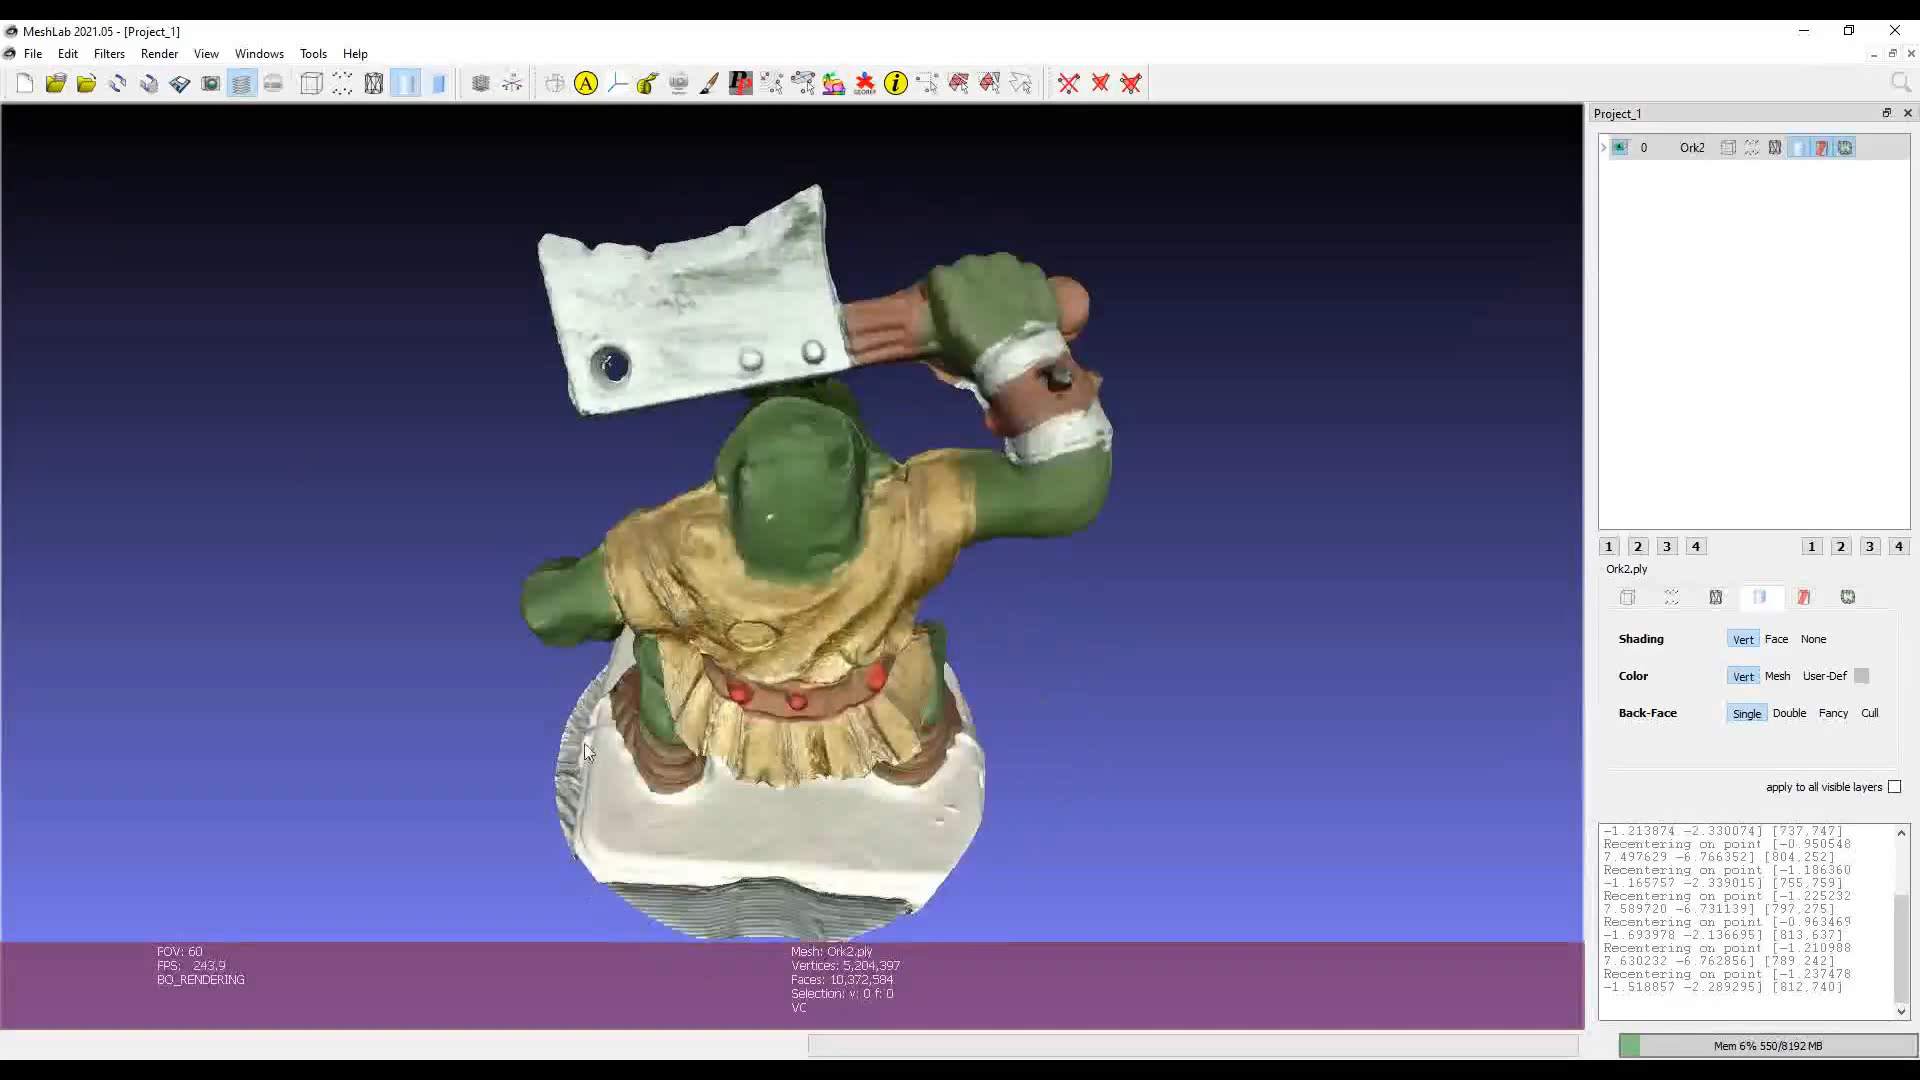 MeshLab 2021.05 - [Project_1]
File Edit Filters Render View Windows Tools Help
A
i
Project_1
0 Ork2
1 2 3 4 1 2 3 4
Ork2.ply
Shading Vert Face None
Color Vert Mesh User-Def
Back-Face Single Double Fancy Cull
apply to all visible layers
-1.213874 -2.330074] [737,747]
Recentering on point [-0.950548
7.497629 -6.766352] [804,252]
Recentering on point [-1.186360
-1.165757 -2.339015] [755,759]
Recentering on point [-1.225232
7.589720 -6.731139] [797,275]
Recentering on point [-0.963469
-1.693978 -2.136695] [813,637]
Recentering on point [-1.210988
7.630232 -6.762856] [789,242]
Recentering on point [-1.237478
-1.518857 -2.289295] [812,740]
FOV: 60
FPS: 243.9
BO_RENDERING
Mesh: Ork2.ply
Vertices: 5,204,397
Faces: 10,372,584
Selection: v: 0 f: 0
VC
Mem 6% 550/8192 MB